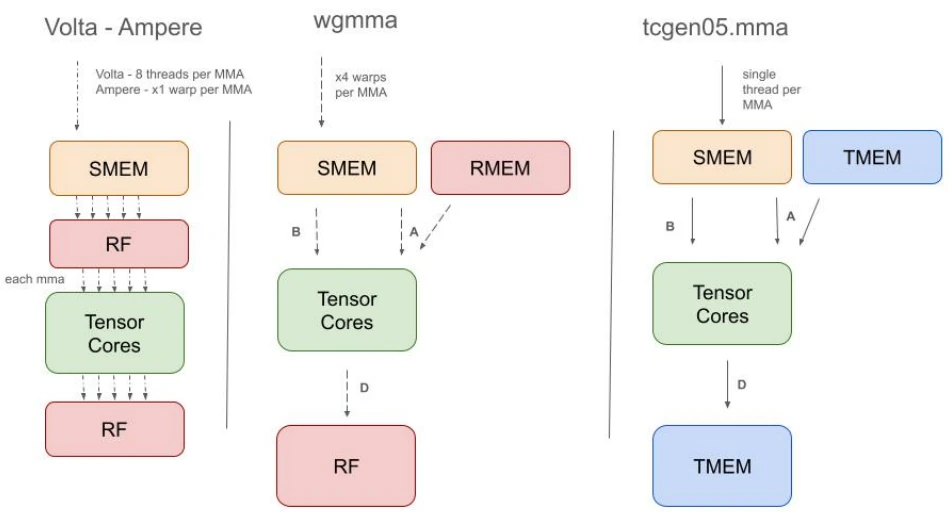 Volta - Ampere
Volta - 8 threads per MMA
Ampere - x1 warp per MMA
SMEM
RF
each mma
Tensor
Cores
RF
wgmma
x4 warps
per MMA
SMEM
RMEM
B
A
Tensor
Cores
D
RF
tcgen05.mma
single
thread per
MMA
SMEM
TMEM
B
A
Tensor
Cores
D
TMEM